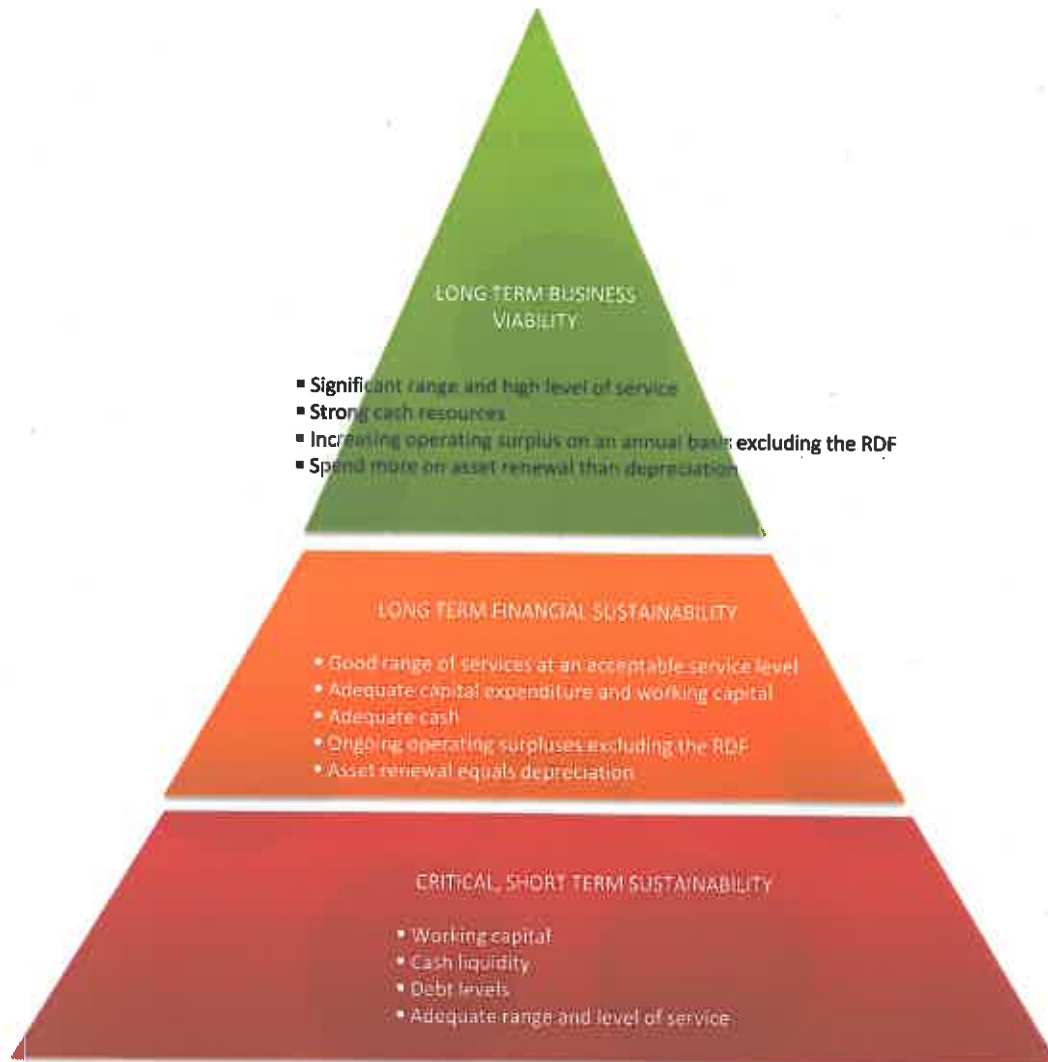 LONG TERM BUSINESS
VIABILITY
▪ Significant range and high level of service
▪ Strong cash resources
▪ Increasing operating surplus on an annual basis excluding the RDF
▪ Spend more on asset renewal than depreciation
LONG TERM FINANCIAL SUSTAINABILITY
▪ Good range of services at an acceptable service level
▪ Adequate capital expenditure and working capital
▪ Adequate cash
▪ Ongoing operating surpluses excluding the RDF
▪ Asset renewal equals depreciation
CRITICAL, SHORT TERM SUSTAINABILITY
▪ Working capital
▪ Cash liquidity
▪ Debt levels
▪ Adequate range and level of service